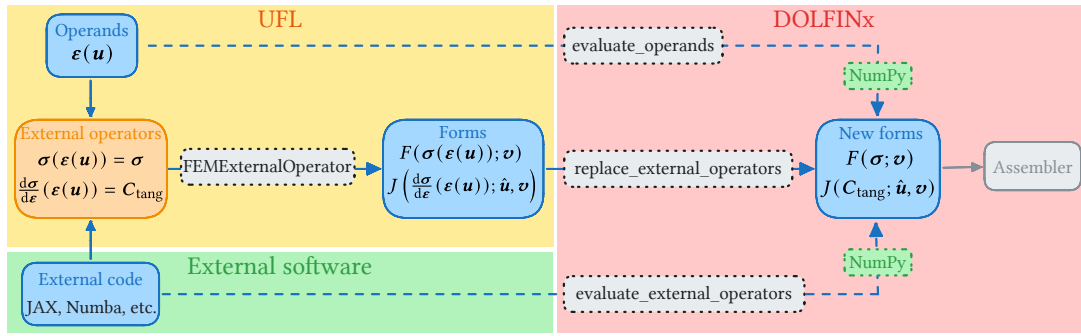 UFL
DOLFINx
Operands
ε(u)
evaluate_operands
NumPy
External operators
σ(ε(u)) = σ
dσ/dε(ε(u)) = C_tang
FEMExternalOperator
Forms
F(σ(ε(u)); v)
J(dσ/dε(ε(u)); û, v)
replace_external_operators
New forms
F(σ; v)
J(C_tang; û, v)
Assembler
External software
External code
JAX, Numba, etc.
evaluate_external_operators
NumPy